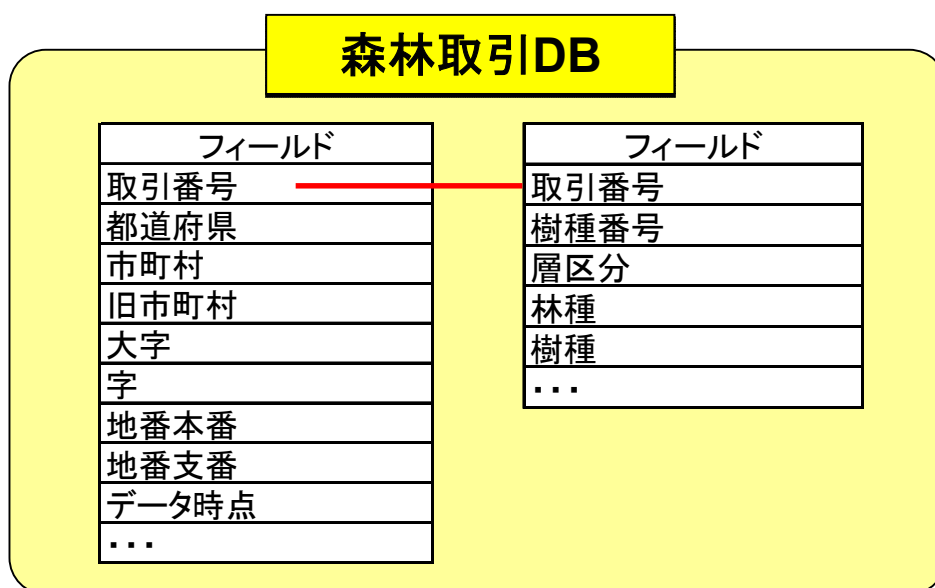 森林取引DB
フィールド
取引番号
都道府県
市町村
旧市町村
大字
字
地番本番
地番支番
データ時点
・・・
フィールド
取引番号
樹種番号
層区分
林種
樹種
・・・